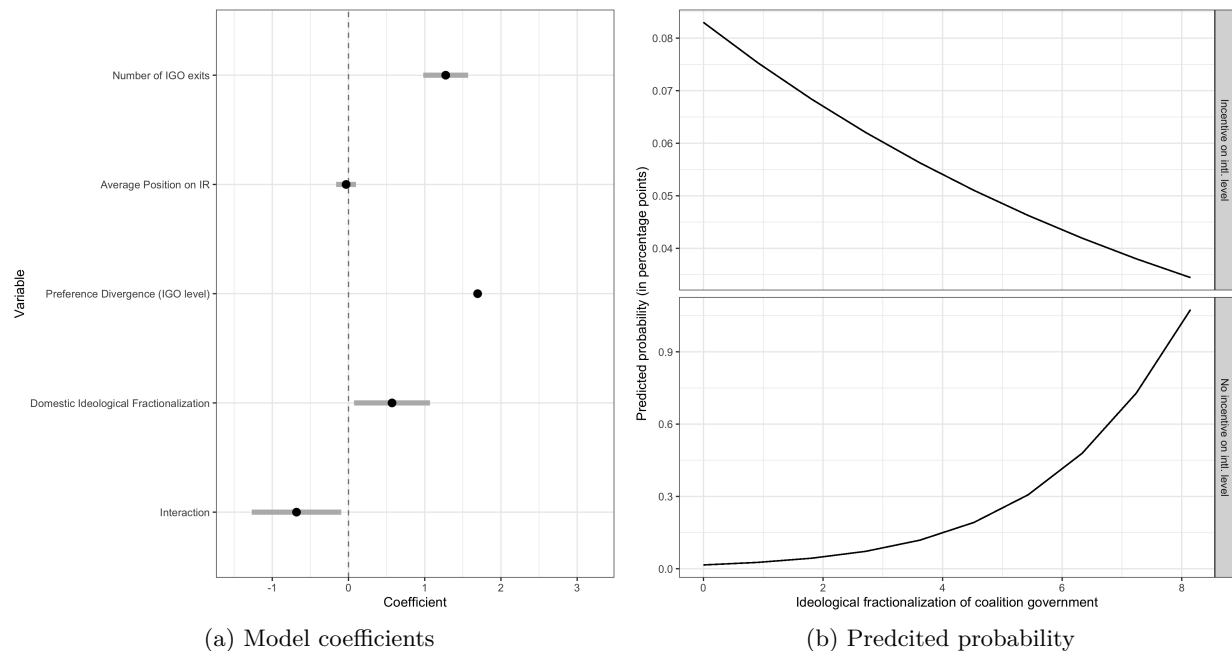 Variable
Number of IGO exits
Average Position on IR
Preference Divergence (IGO level)
Domestic Ideological Fractionalization
Interaction
-1
0
1
2
3
Coefficient
(a) Model coefficients
Predicted probability (in percentage points)
0.08
0.07
0.06
0.05
0.04
Incentive on intl. level
0.9
0.6
0.3
0.0
No incentive on intl. level
0
2
4
6
8
Ideological fractionalization of coalition government
(b) Predcited probability